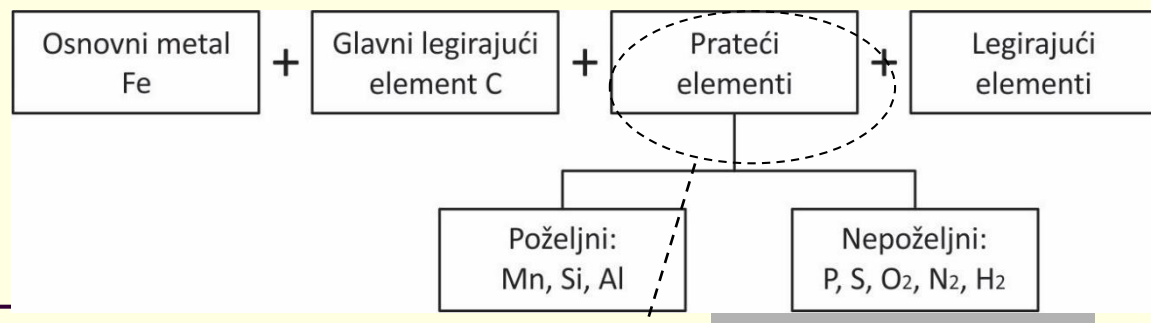 Osnovni metal
Fe
+
Glavni legirajući
element C
+
Prateći
elementi
+
Legirajući
elementi
Poželjni:
Mn, Si, Al
Nepoželjni:
P, S, O2, N2, H2